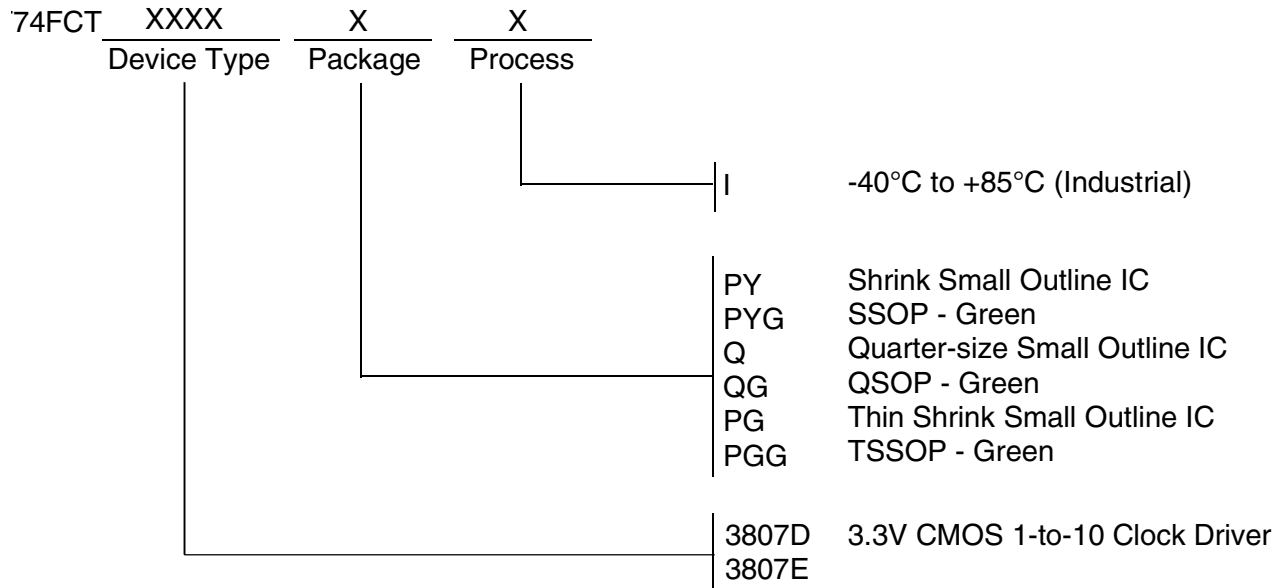 74FCT XXXX X X
Device Type Package Process
I -40°C to +85°C (Industrial)
PY Shrink Small Outline IC
PYG SSOP - Green
Q Quarter-size Small Outline IC
QG QSOP - Green
PG Thin Shrink Small Outline IC
PGG TSSOP - Green
3807D 3.3V CMOS 1-to-10 Clock Driver
3807E